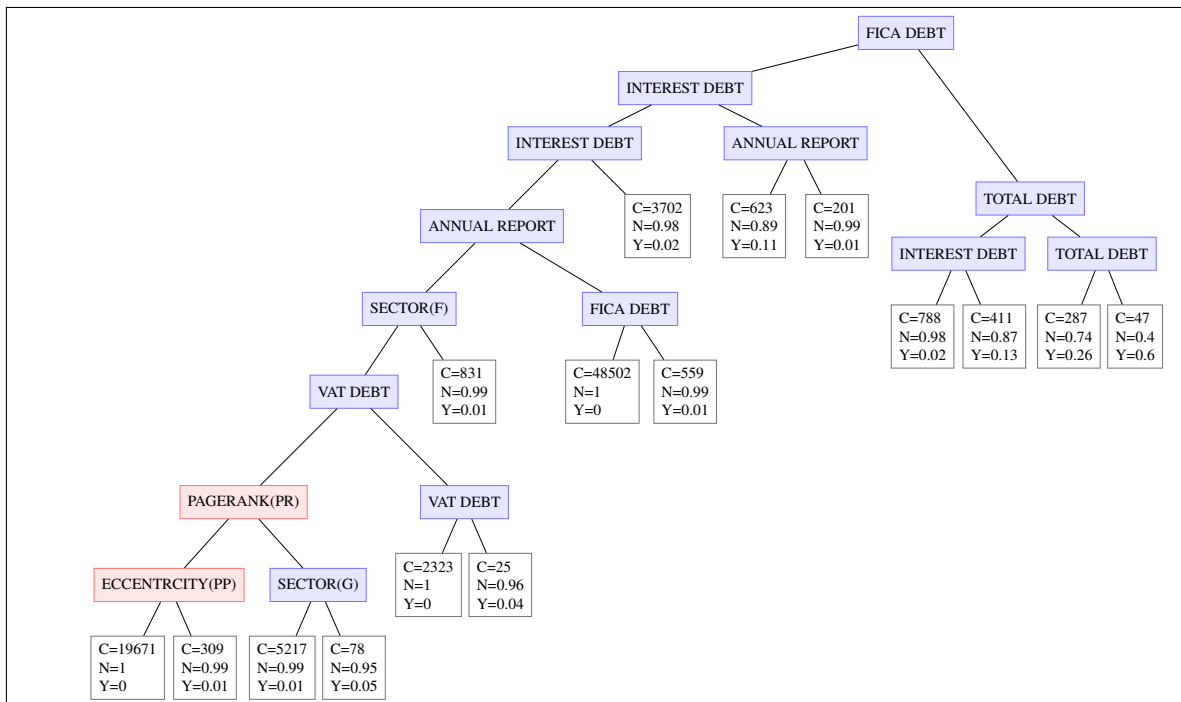 FICA DEBT
INTEREST DEBT
INTEREST DEBT
ANNUAL REPORT
C=3702
N=0.98
Y=0.02
C=623
N=0.89
Y=0.11
C=201
N=0.99
Y=0.01
TOTAL DEBT
ANNUAL REPORT
INTEREST DEBT
TOTAL DEBT
SECTOR(F)
FICA DEBT
C=788
N=0.98
Y=0.02
C=411
N=0.87
Y=0.13
C=287
N=0.74
Y=0.26
C=47
N=0.4
Y=0.6
VAT DEBT
C=831
N=0.99
Y=0.01
C=48502
N=1
Y=0
C=559
N=0.99
Y=0.01
PAGERANK(PR)
VAT DEBT
ECCENTRCITY(PP)
SECTOR(G)
C=2323
N=1
Y=0
C=25
N=0.96
Y=0.04
C=19671
N=1
Y=0
C=309
N=0.99
Y=0.01
C=5217
N=0.99
Y=0.01
C=78
N=0.95
Y=0.05